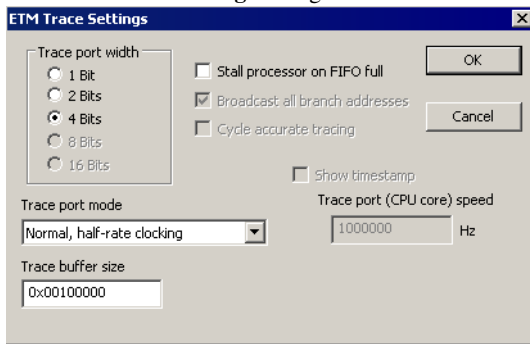 ETM Trace Settings
Trace port width
1 Bit
2 Bits
4 Bits
8 Bits
16 Bits
Stall processor on FIFO full
Broadcast all branch addresses
Cycle accurate tracing
OK
Cancel
Show timestamp
Trace port mode
Normal, half-rate clocking
Trace port (CPU core) speed
1000000 Hz
Trace buffer size
0x00100000